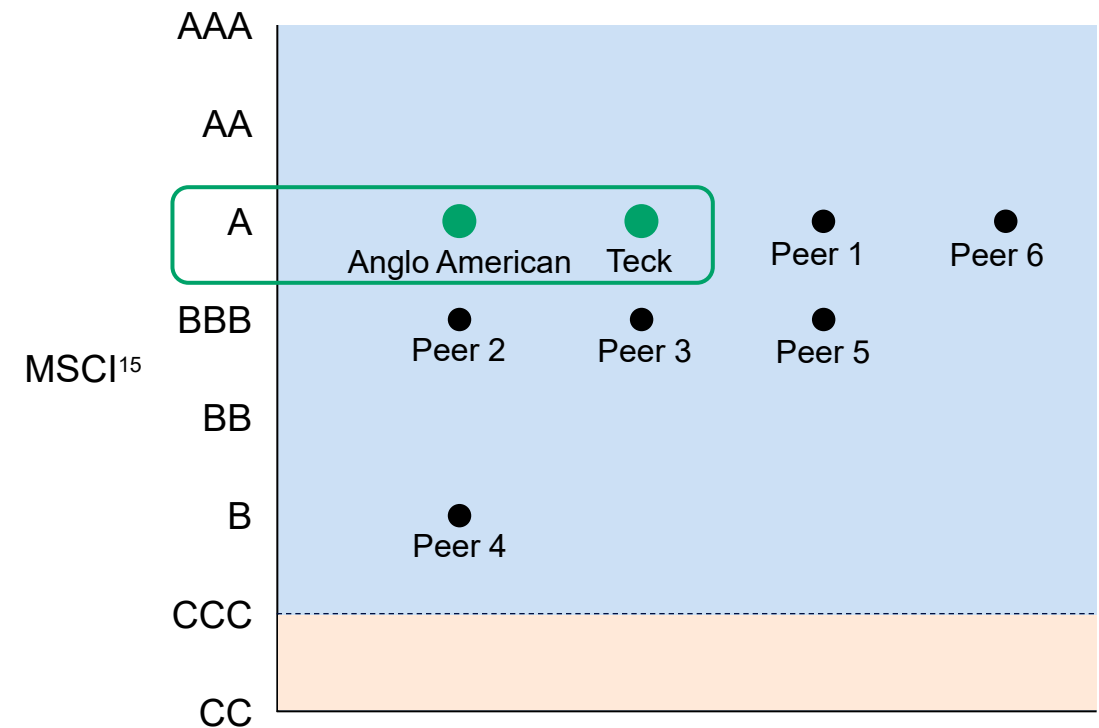 AAA
AA
A
Anglo American
Teck
Peer 1
Peer 6
BBB
Peer 2
Peer 3
Peer 5
MSCI15
BB
B
Peer 4
CCC
CC